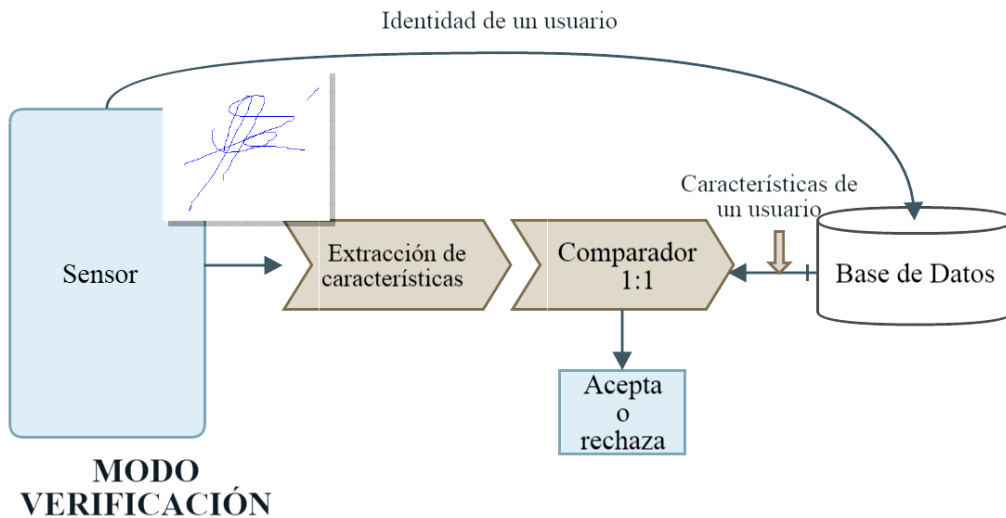 Identidad de un usuario
Características de
un usuario
Sensor
Extracción de
características
Comparador
1:1
Base de Datos
Acepta
o
rechaza
MODO
VERIFICACIÓN